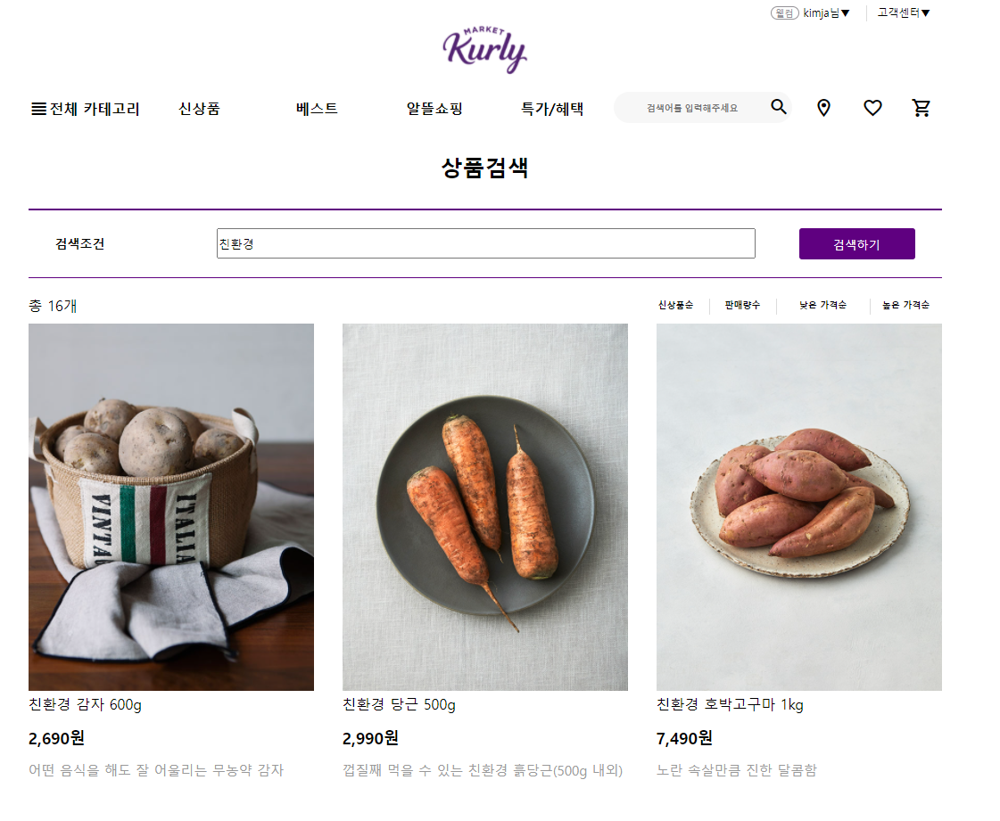 웰컴 kimja님▼ 고객센터▼
MARKET
Kurly
전체 카테고리 신상품 베스트 알뜰쇼핑 특가/혜택 검색어를 입력해주세요
상품검색
검색조건 친환경 검색하기
총 16개 신상품순 판매량수 낮은 가격순 높은 가격순
VINTA
ITALIA
친환경 감자 600g 친환경 당근 500g 친환경 호박고구마 1kg
2,690원 2,990원 7,490원
어떤 음식을 해도 잘 어울리는 무농약 감자 껍질째 먹을 수 있는 친환경 흙당근(500g 내외) 노란 속살만큼 진한 달콤함